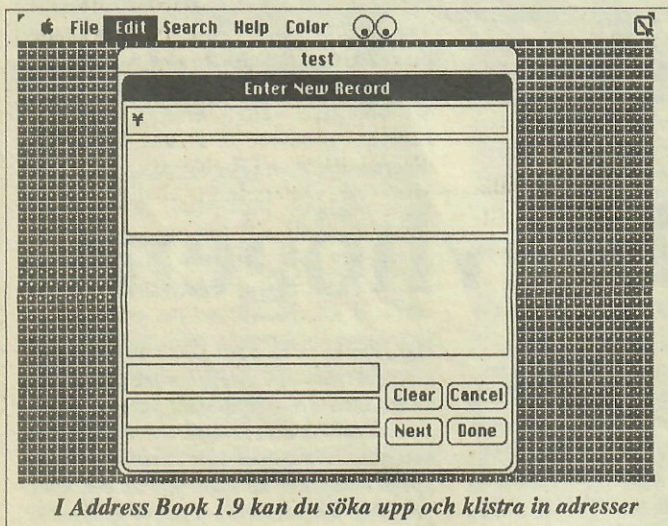 File Edit Search Help Color
test
Enter New Record
¥
Clear Cancel
Next Done
I Address Book 1.9 kan du söka upp och klistra in adresser